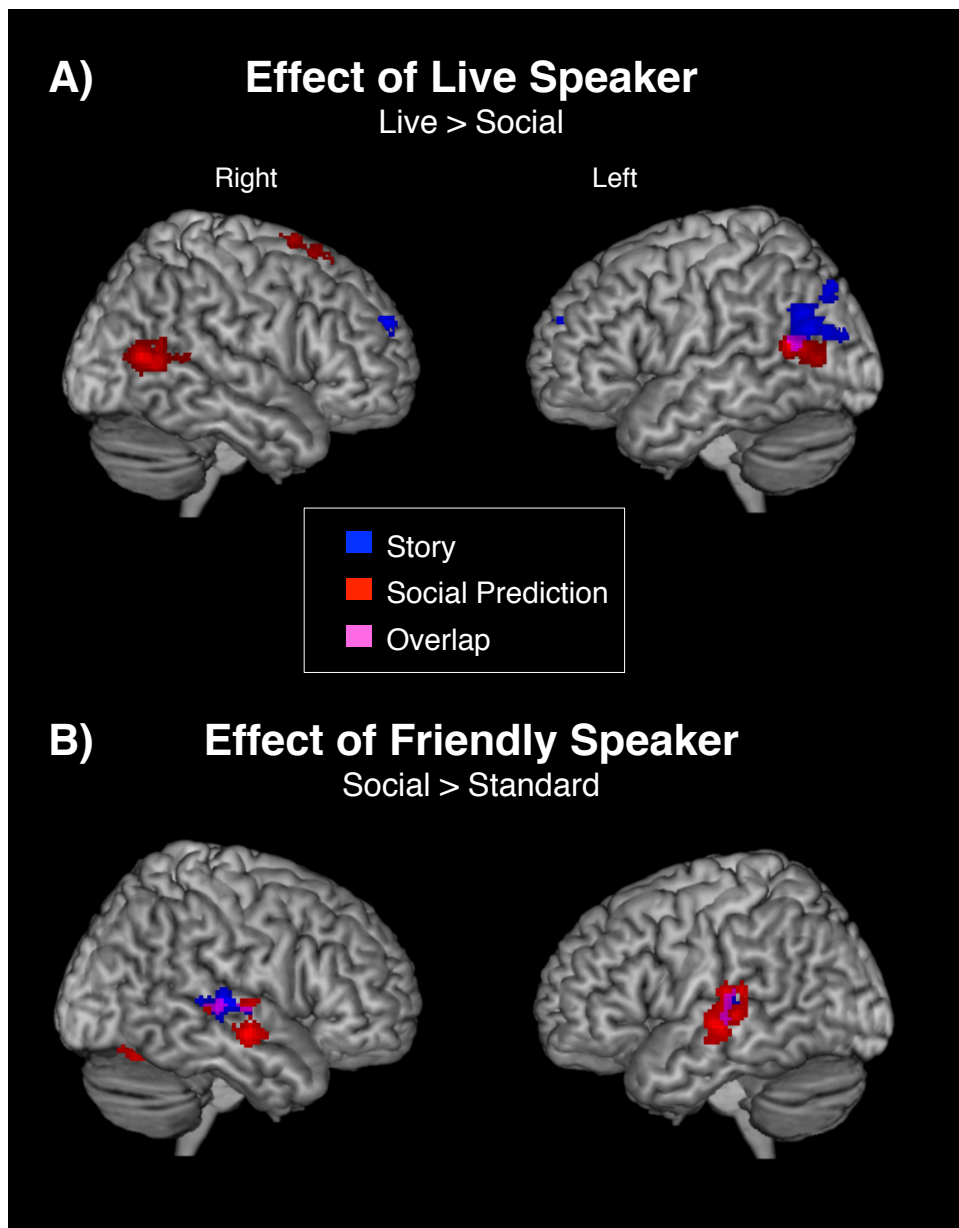 A) Effect of Live Speaker
Live > Social
Right Left
Story
Social Prediction
Overlap
B) Effect of Friendly Speaker
Social > Standard